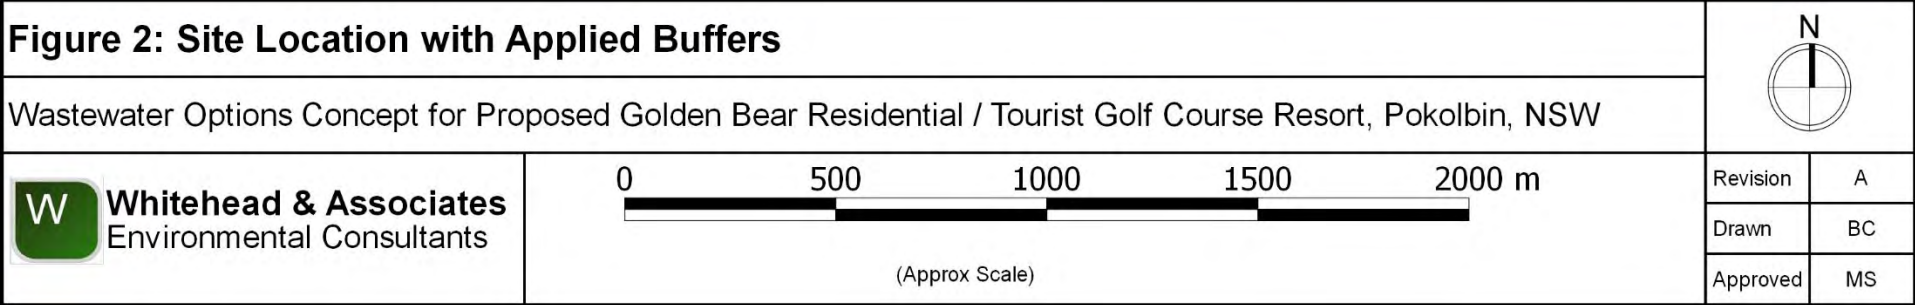 Figure 2: Site Location with Applied Buffers
N
Wastewater Options Concept for Proposed Golden Bear Residential / Tourist Golf Course Resort, Pokolbin, NSW
W
Whitehead & Associates
Environmental Consultants
0 500 1000 1500 2000 m
(Approx Scale)
Revision A
Drawn BC
Approved MS